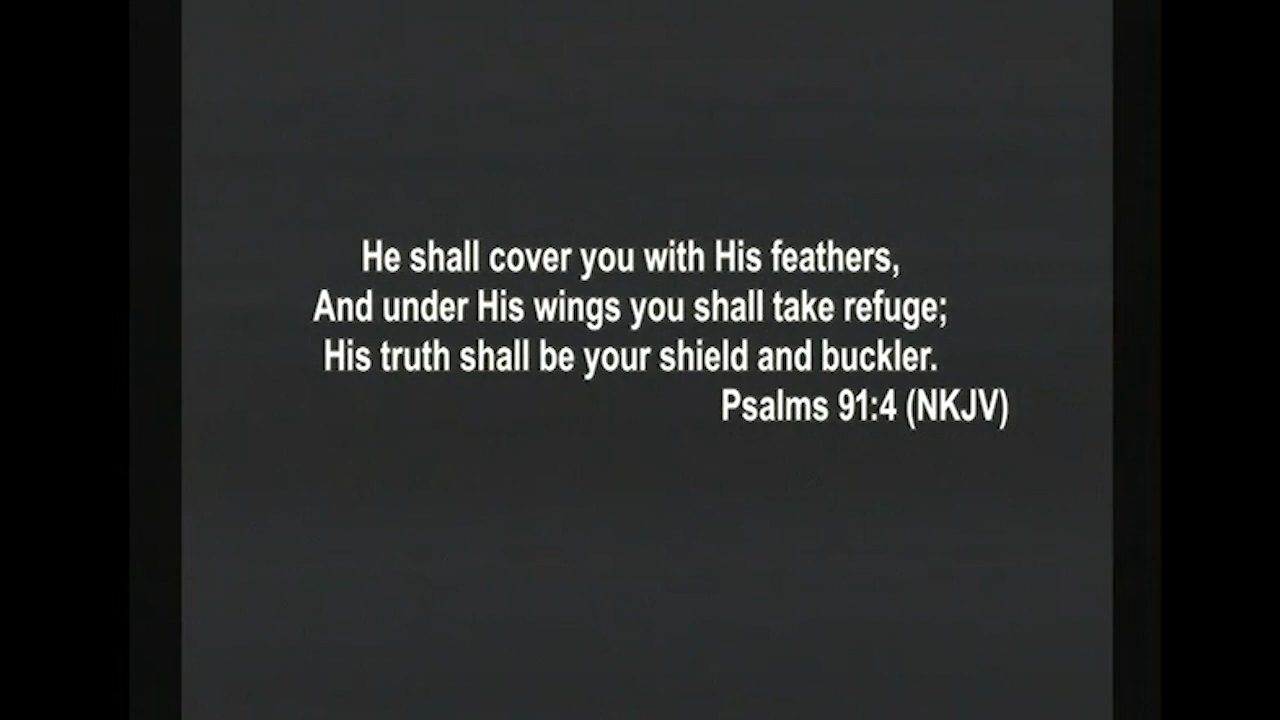 He shall cover you with His feathers,
And under His wings you shall take refuge;
His truth shall be your shield and buckler.
Psalms 91:4 (NKJV)